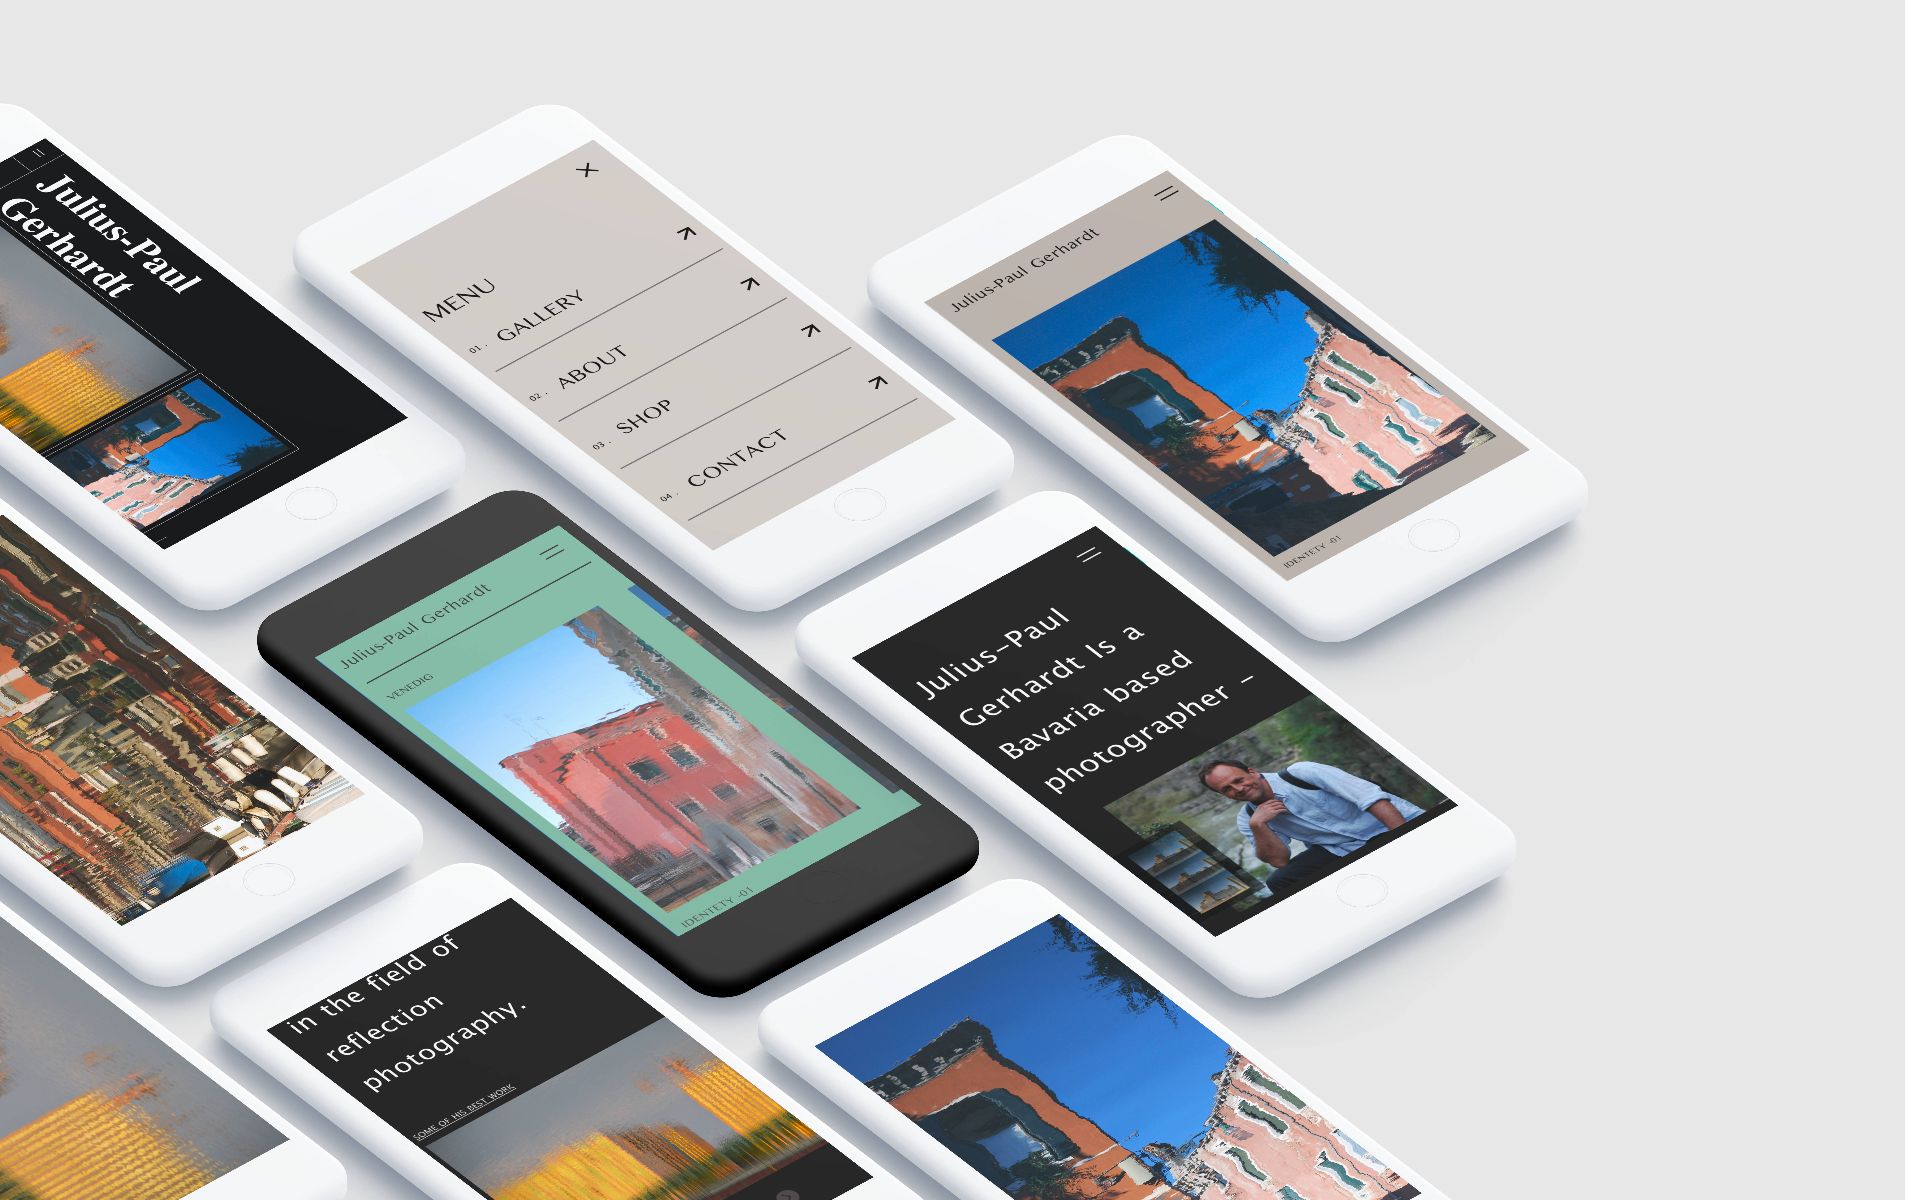 Julius-Paul
Gerhardt
MENU
01 . GALLERY
02 . ABOUT
03 . SHOP
04 . CONTACT
Julius-Paul Gerhardt
IDENTETY -01
Julius-Paul Gerhardt
VENEDIG
IDENTETY -01
Julius-Paul
Gerhardt Is a
Bavaria based
photographer –
in the field of
reflection
photography.
SOME OF HIS BEST WORK